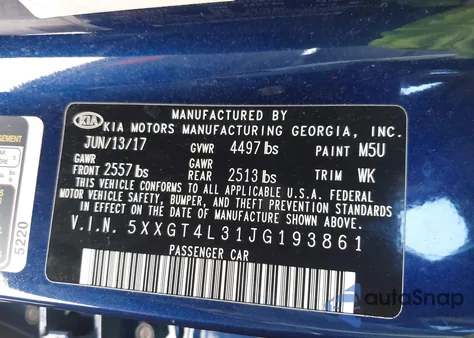 MANUFACTURED BY
KIA KIA MOTORS MANUFACTURING GEORGIA, INC.
JUN/13/17 GVWR 4497 lbs PAINT M5U
GAWR GAWR
FRONT 2557 lbs REAR 2513 lbs TRIM WK
THIS VEHICLE CONFORMS TO ALL APPLICABLE U.S.A. FEDERAL
MOTOR VEHICLE SAFETY, BUMPER, AND THEFT PREVENTION
STANDARDS IN EFFECT ON THE DATE OF MANUFACTURE SHOWN ABOVE.
V.I.N. 5XXGT4L31JG193861
PASSENGER CAR
5220
autoSnap